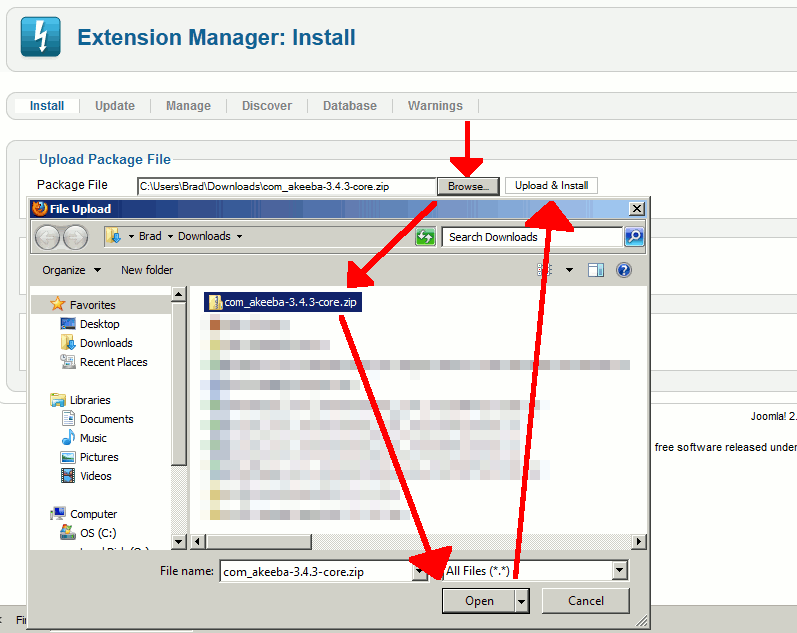 Extension Manager: Install
Install Update Manage Discover Database Warnings
Upload Package File
Package File C:\Users\Brad\Downloads\com_akeeba-3.4.3-core.zip Browse... Upload & Install
File Upload
Brad Downloads Search Downloads
Organize New folder
Favorites
Desktop
Downloads
Recent Places
Libraries
Documents
Music
Pictures
Videos
Computer
OS (C:)
com_akeeba-3.4.3-core.zip
Joomla! 2.
free software released under
File name: com_akeeba-3.4.3-core.zip All Files (*.*)
Open Cancel